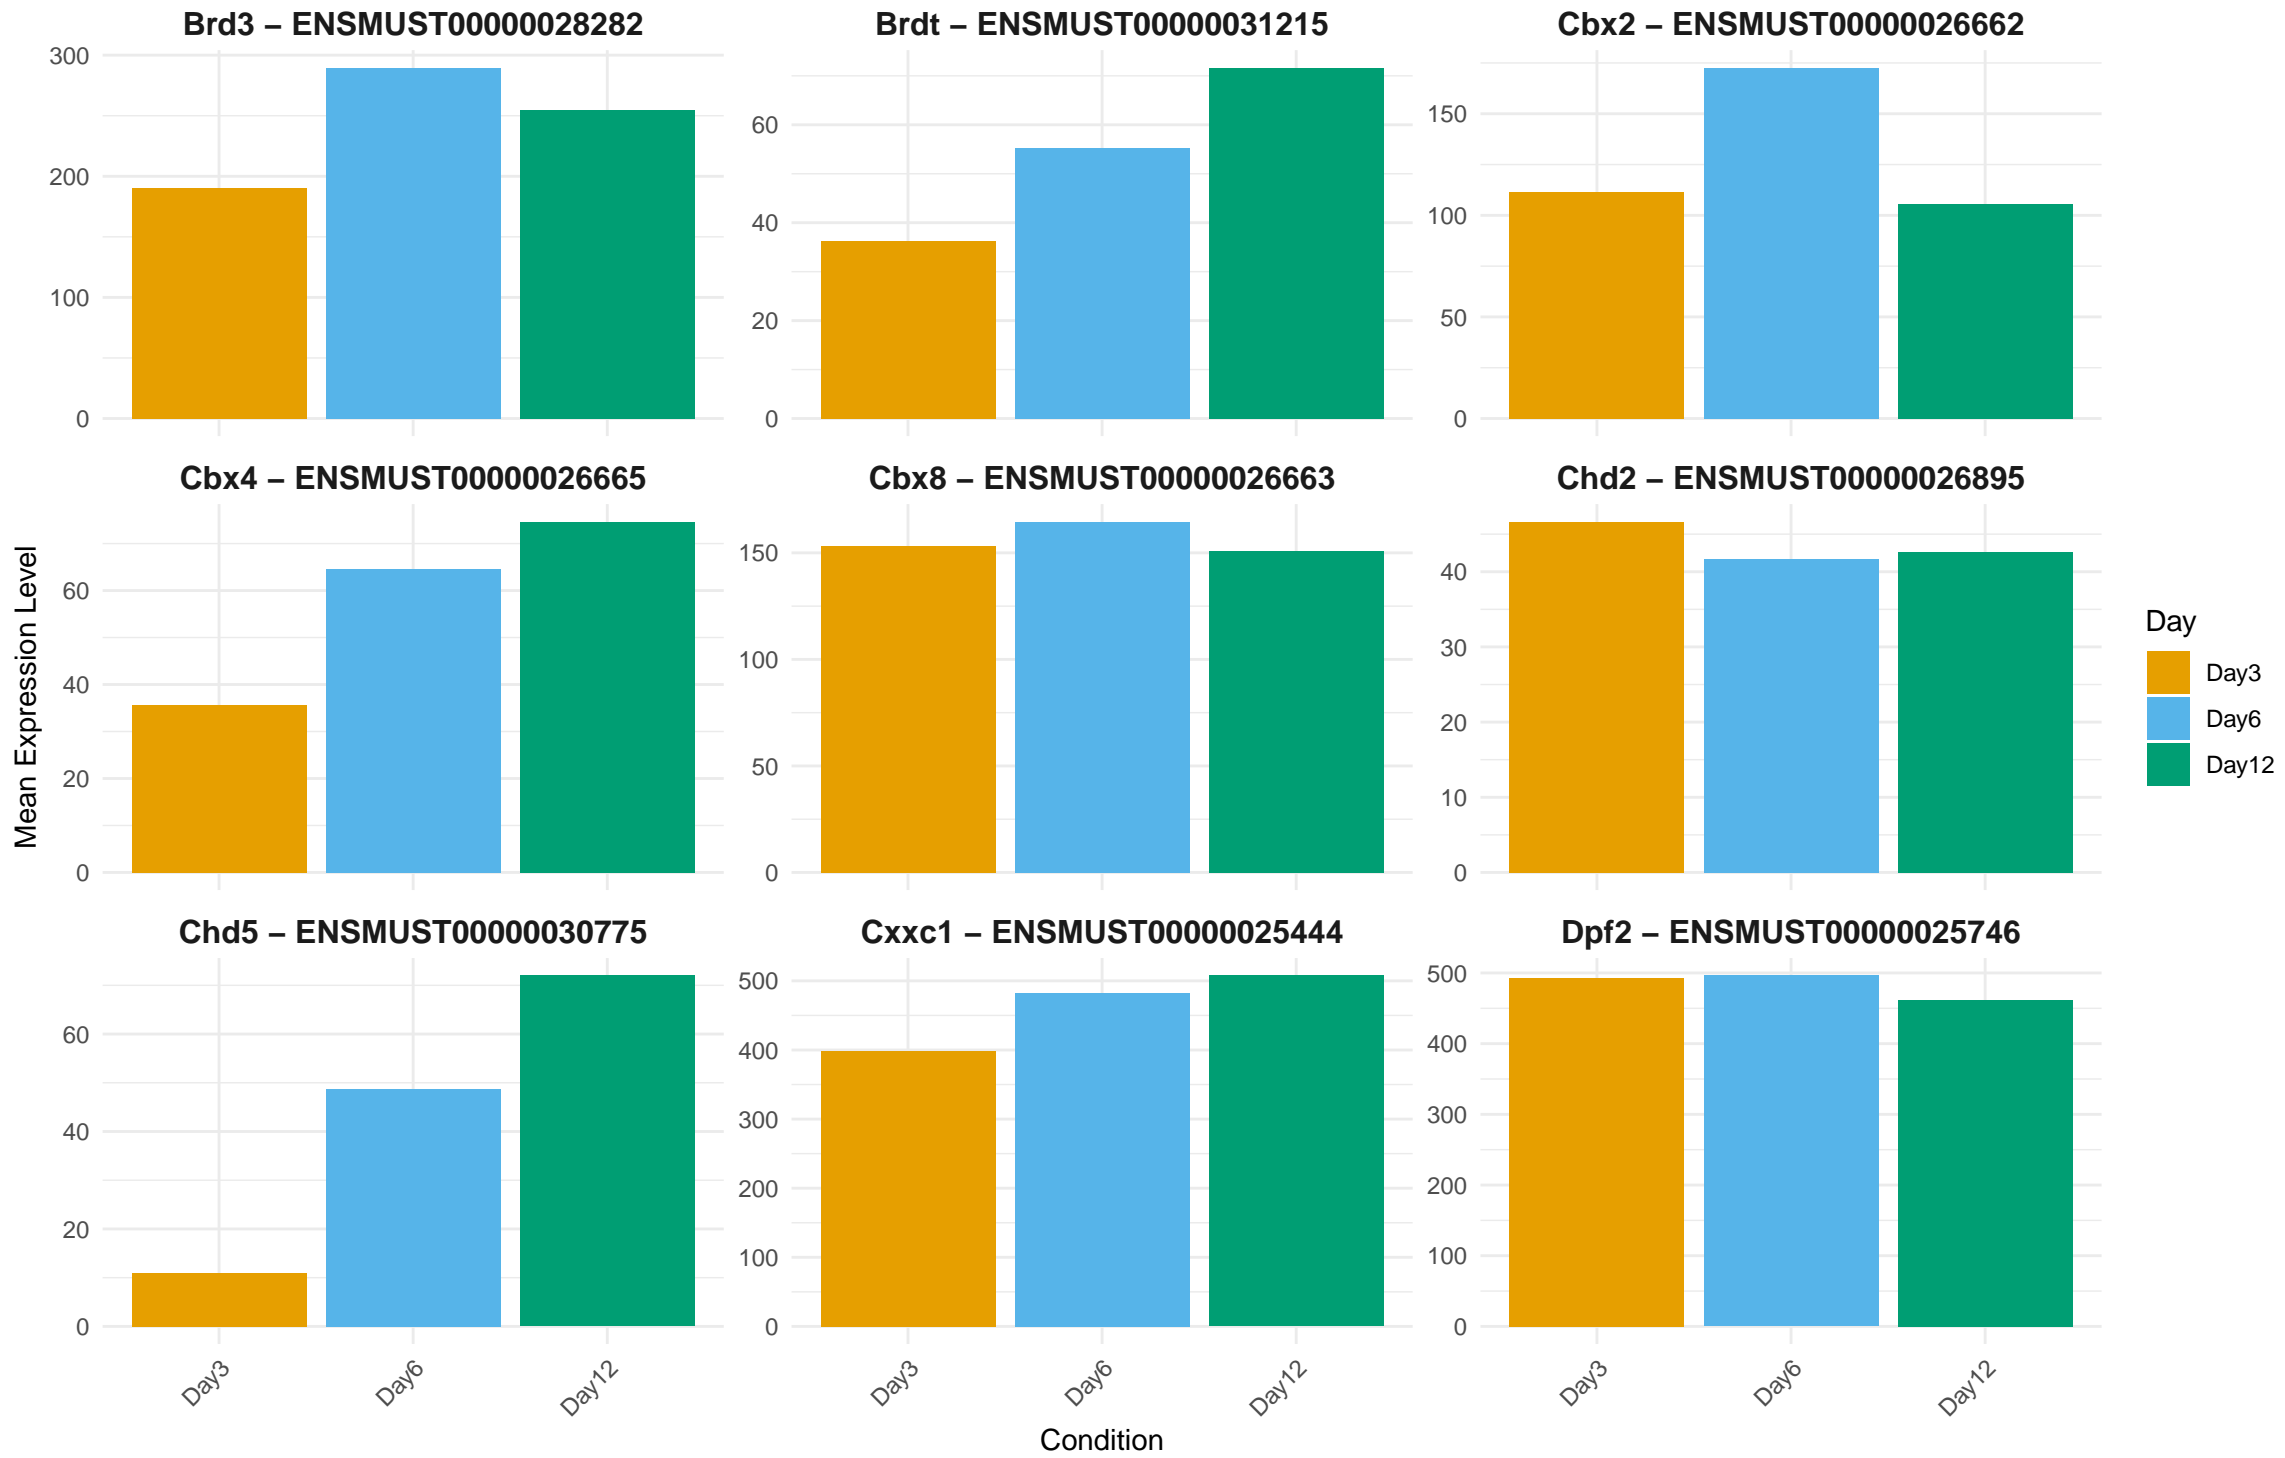 Brd3 – ENSMUST00000028282
Brdt – ENSMUST00000031215
Cbx2 – ENSMUST00000026662
300
200
100
0
60
40
20
0
150
100
50
0
Cbx4 – ENSMUST00000026665
Cbx8 – ENSMUST00000026663
Chd2 – ENSMUST00000026895
60
40
20
0
150
100
50
0
40
30
20
10
0
Chd5 – ENSMUST00000030775
Cxxc1 – ENSMUST00000025444
Dpf2 – ENSMUST00000025746
60
40
20
0
500
400
300
200
100
0
500
400
300
200
100
0
Day3
Day6
Day12
Day3
Day6
Day12
Day3
Day6
Day12
Condition
Mean Expression Level
Day
Day3
Day6
Day12